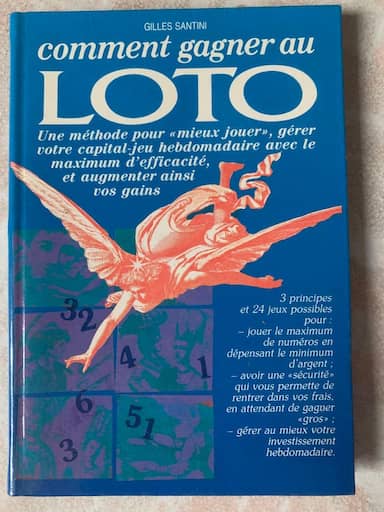 GILLES SANTINI
comment gagner au
LOTO
Une méthode pour «mieux jouer», gérer
votre capital-jeu hebdomadaire avec le
maximum d'efficacité,
et augmenter ainsi
vos gains
3 principes
et 24 jeux possibles
pour :
– jouer le maximum
de numéros en
dépensant le minimum
d'argent ;
– avoir une «sécurité»
qui vous permette de
rentrer dans vos frais,
en attendant de gagner
«gros» ;
– gérer au mieux votre
investissement
hebdomadaire.
32
4 1
6
3 51